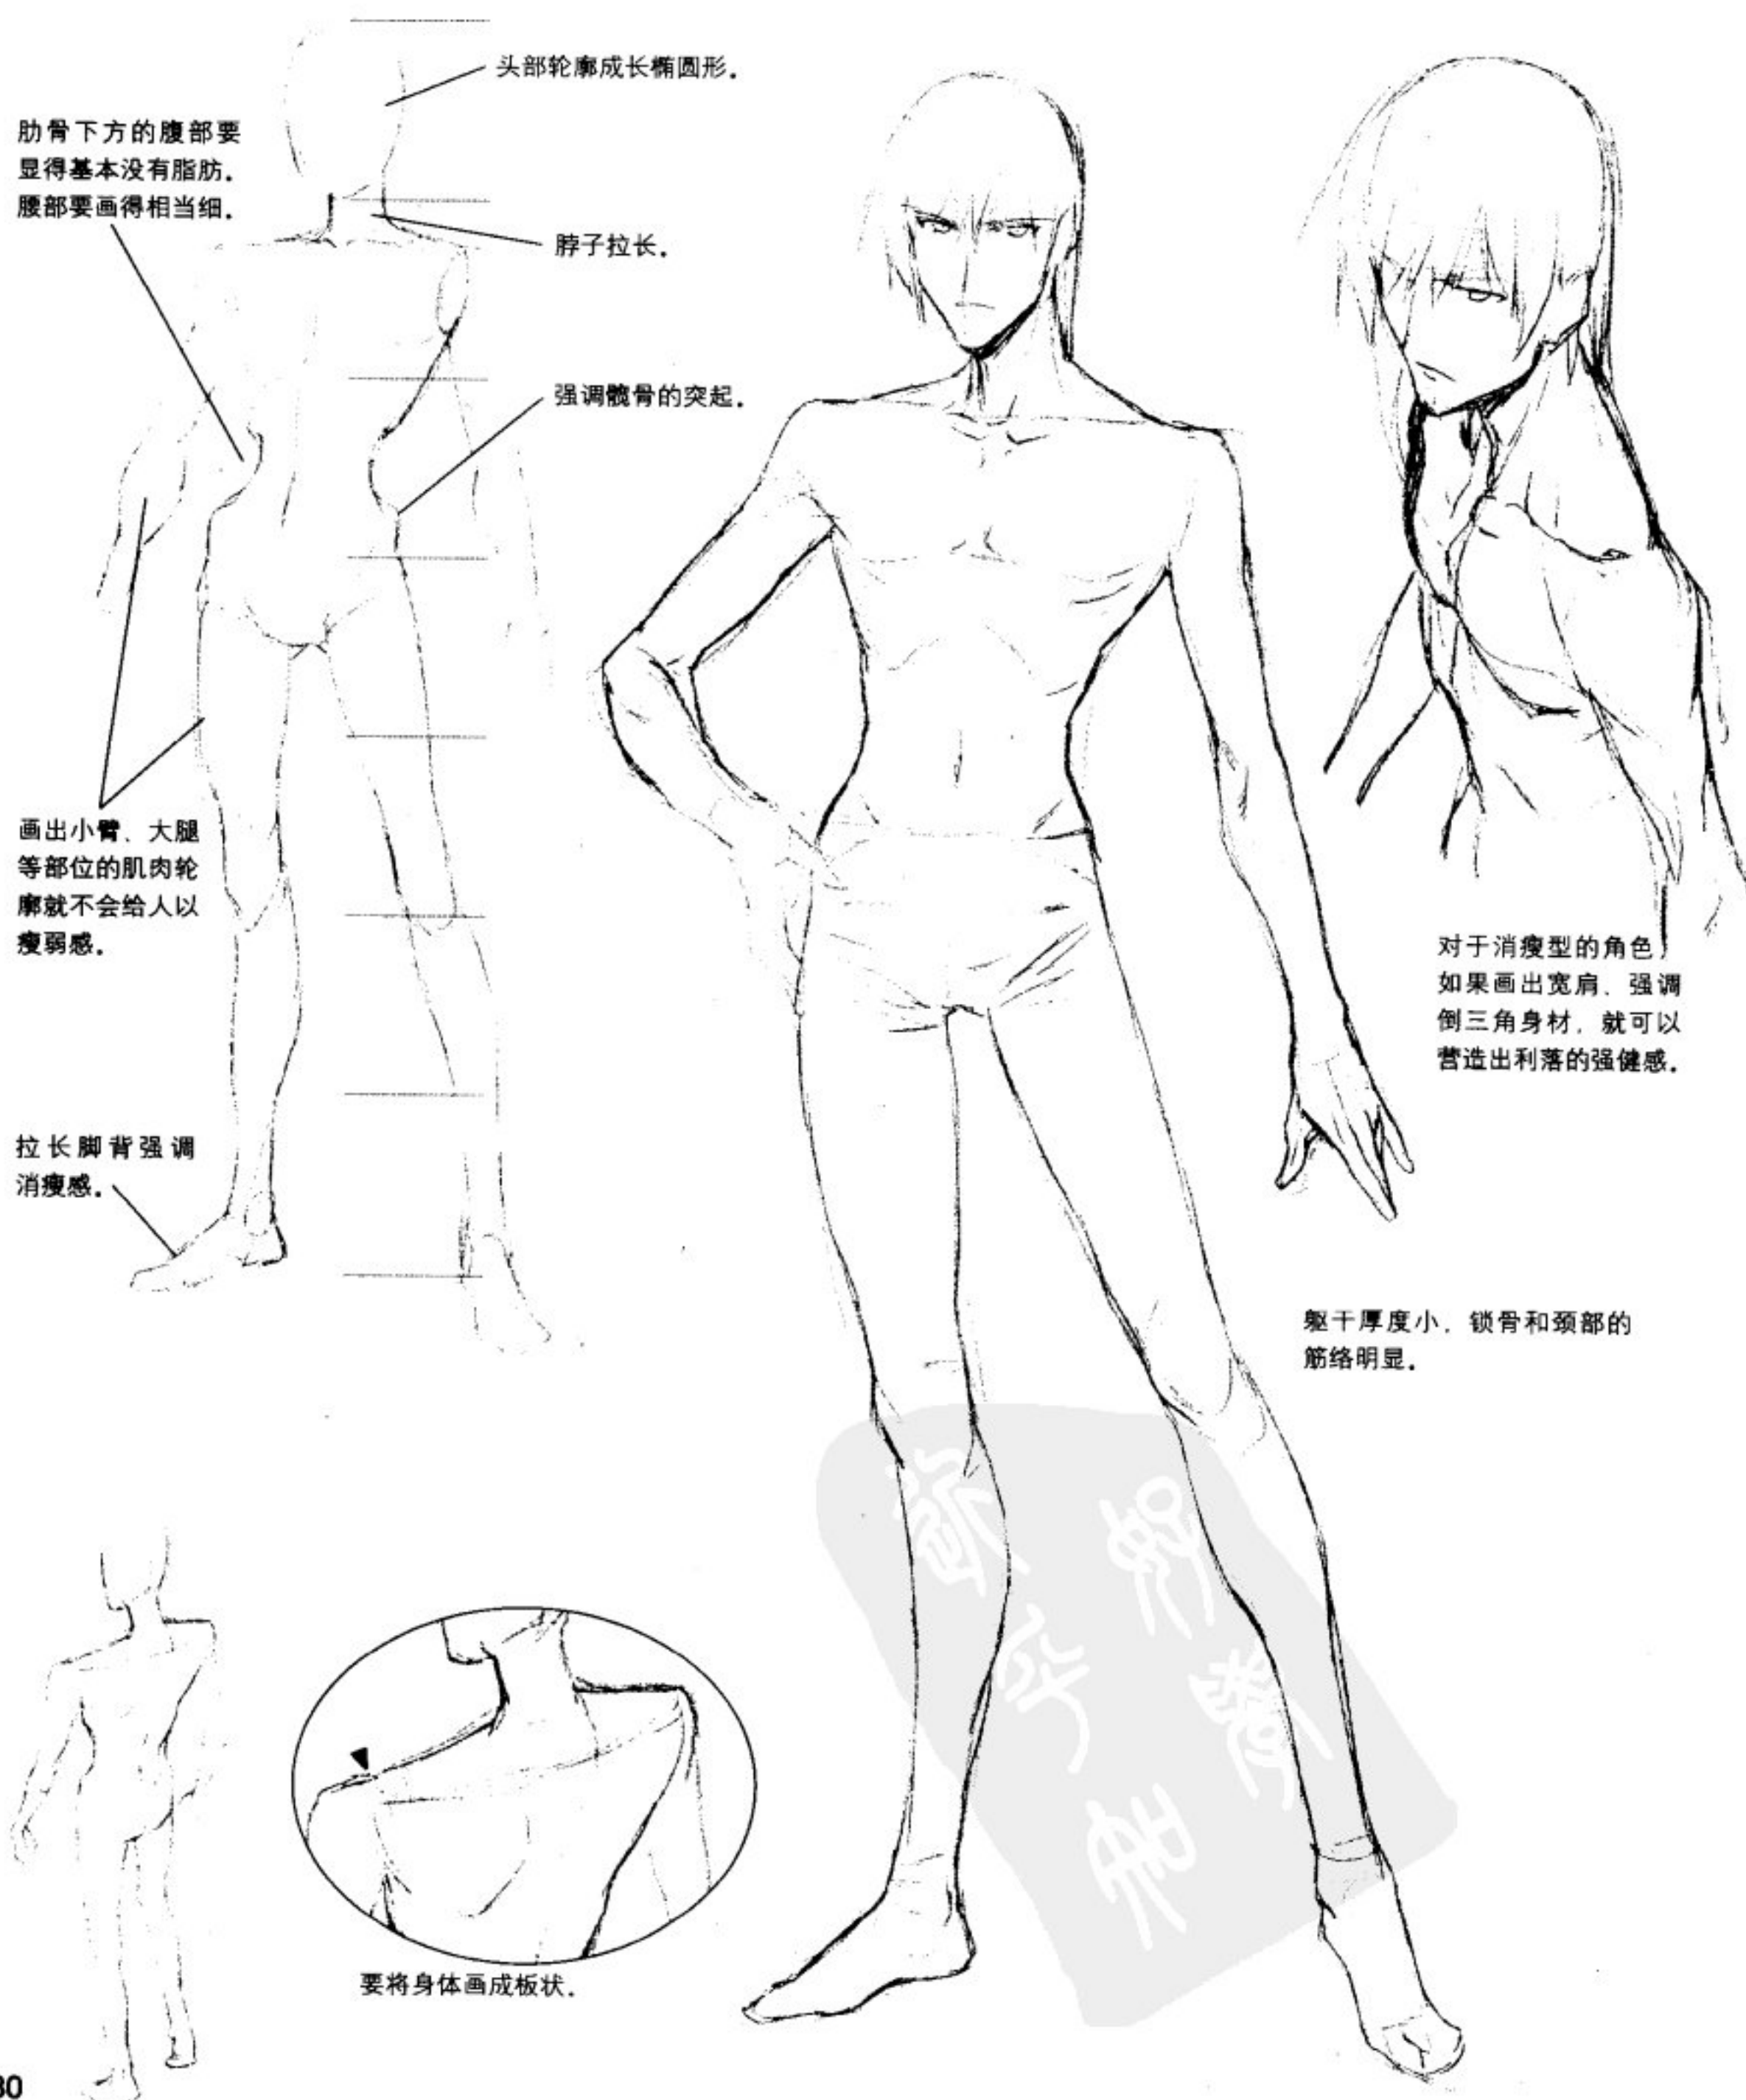 头部轮廓成长椭圆形.
肋骨下方的腹部要
显得基本没有脂肪.
腰部要画得相当细.
脖子拉长.
强调髋骨的突起.
画出小臂、大腿
等部位的肌肉轮
廓就不会给人以
瘦弱感.
对于消瘦型的角色,
如果画出宽肩、强调
倒三角身材, 就可以
营造出利落的强健感.
拉长脚背强调
消瘦感.
躯干厚度小, 锁骨和颈部的
筋络明显.
要将身体画成板状.
30